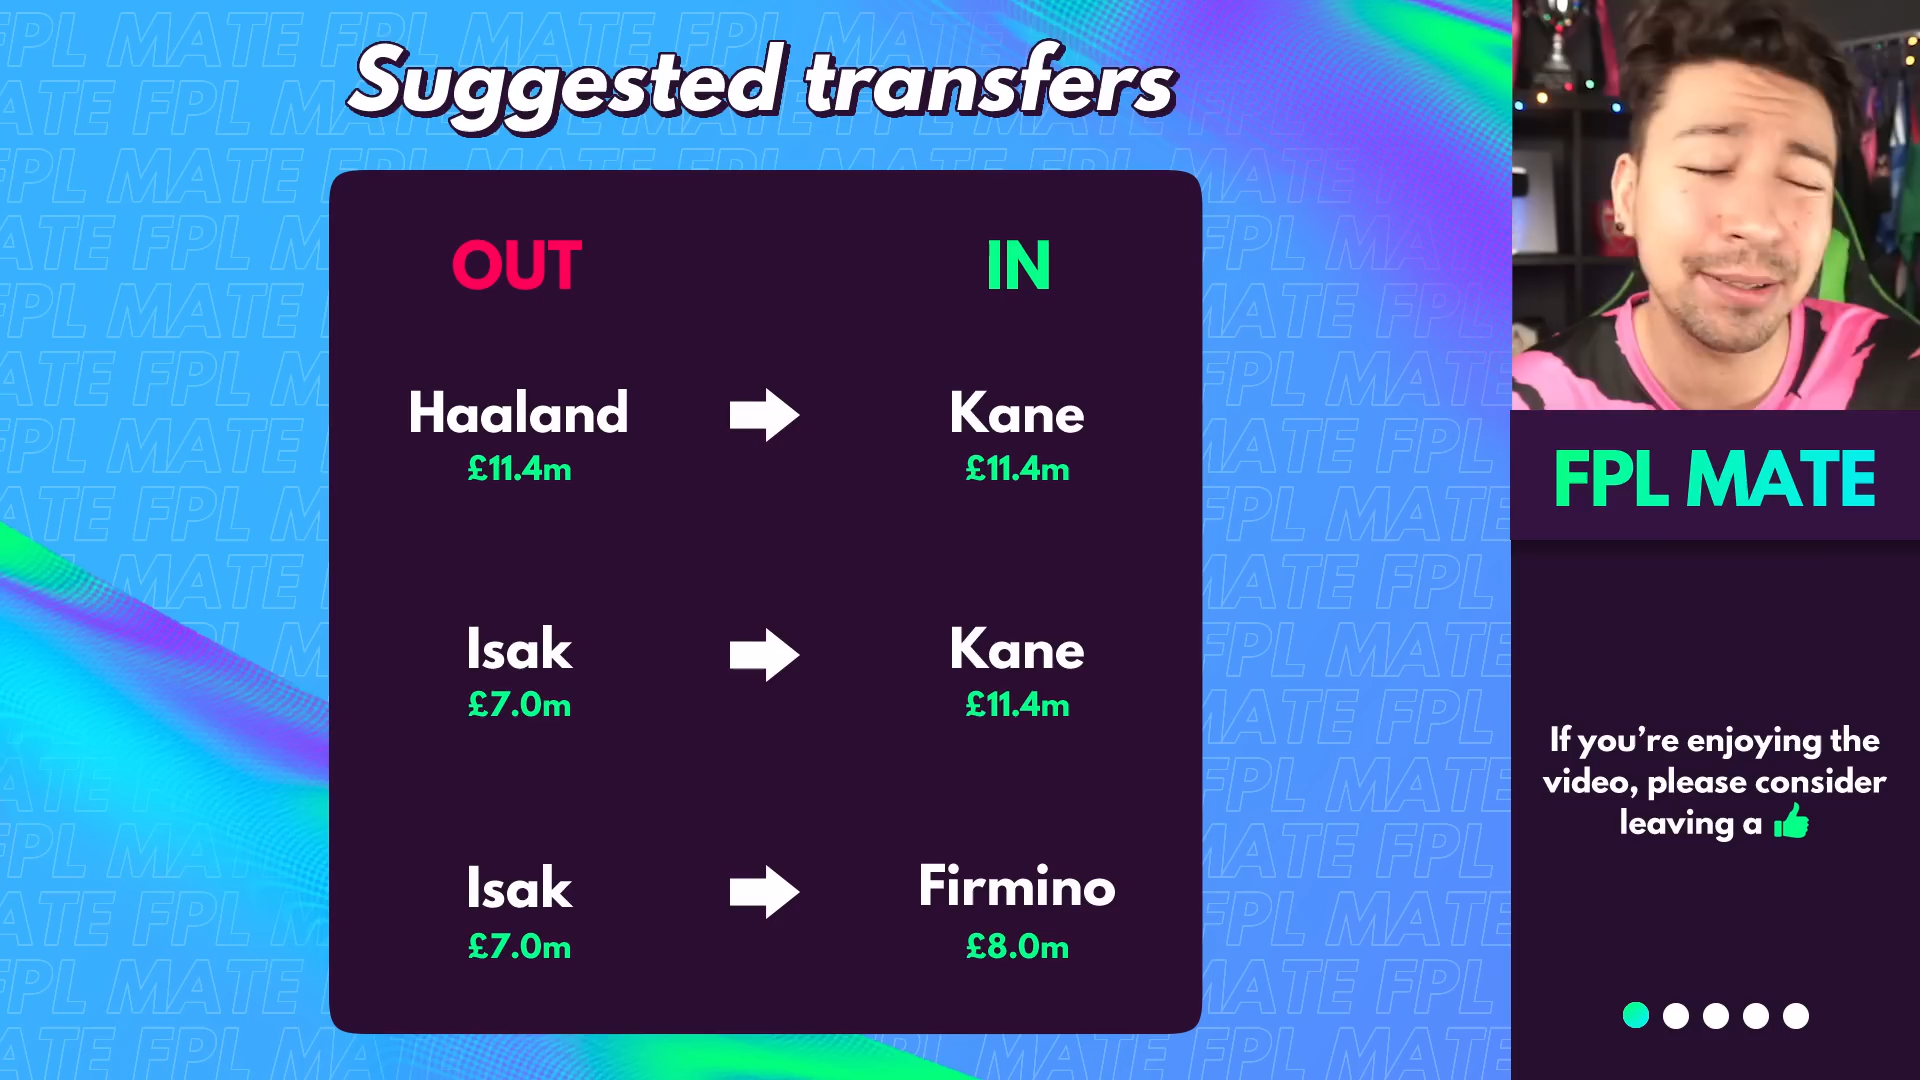 Suggested transfers
OUT IN
Haaland Kane
£11.4m £11.4m
Isak Kane
£7.0m £11.4m
Isak Firmino
£7.0m £8.0m
FPL MATE
If you’re enjoying the
video, please consider
leaving a 👍